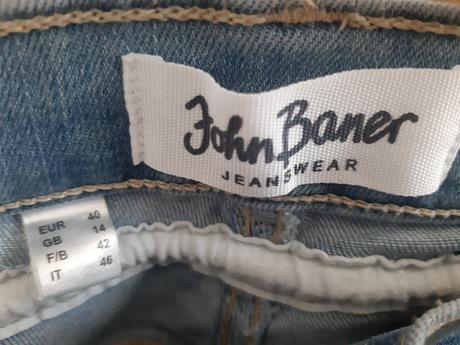 John Baner
JEANSWEAR
EUR 40
GB 14
F/B 42
IT 46